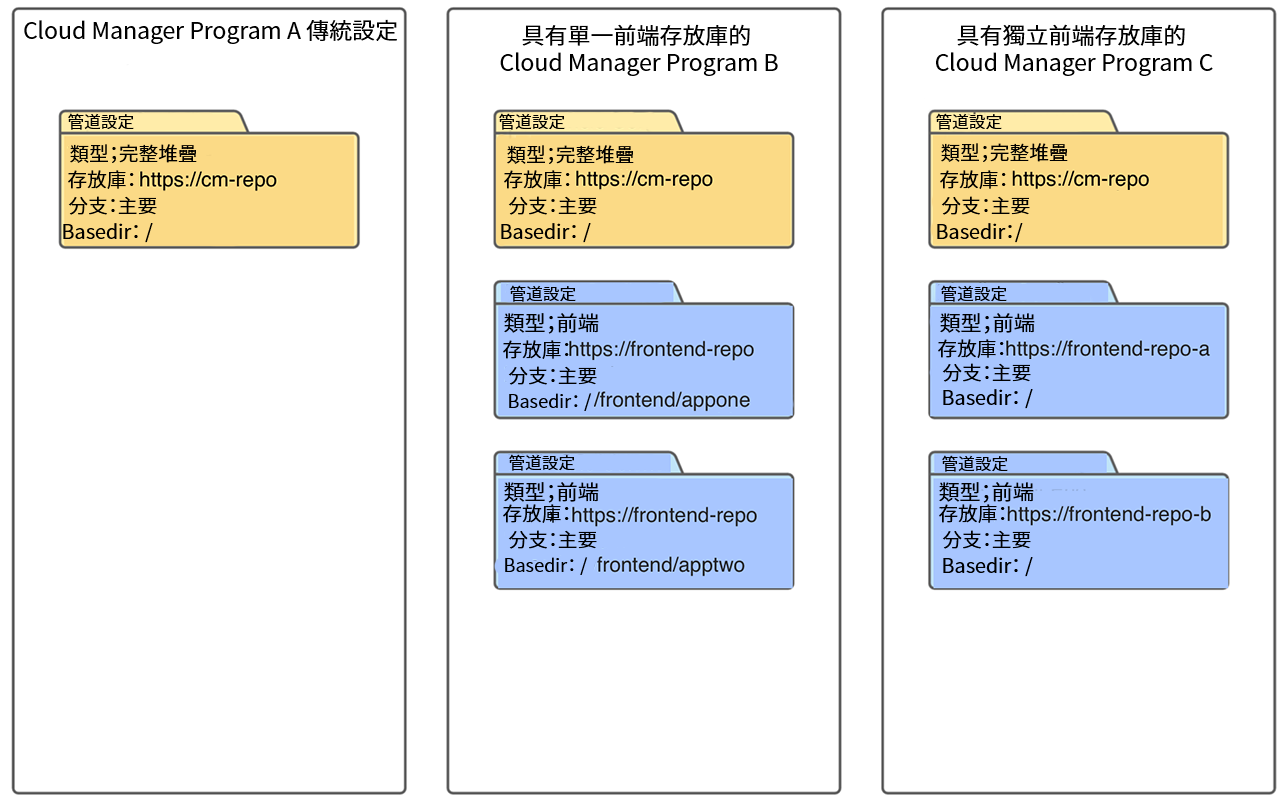 Cloud Manager Program A 傳統設定
管道設定
類型；完整堆疊
存放庫：https://cm-repo
分支：主要
Basedir：/
具有單一前端存放庫的
Cloud Manager Program B
管道設定
類型；完整堆疊
存放庫：https://cm-repo
分支：主要
Basedir：/
管道設定
類型；前端
存放庫：https://frontend-repo
分支：主要
Basedir：//frontend/appone
管道設定
類型；前端
存放庫：https://frontend-repo
分支：主要
Basedir：/ frontend/apptwo
具有獨立前端存放庫的
Cloud Manager Program C
管道設定
類型；完整堆疊
存放庫：https://cm-repo
分支：主要
Basedir：/
管道設定
類型；前端
存放庫：https://frontend-repo-a
分支：主要
Basedir：/
管道設定
類型；前端
存放庫：https://frontend-repo-b
分支：主要
Basedir：/